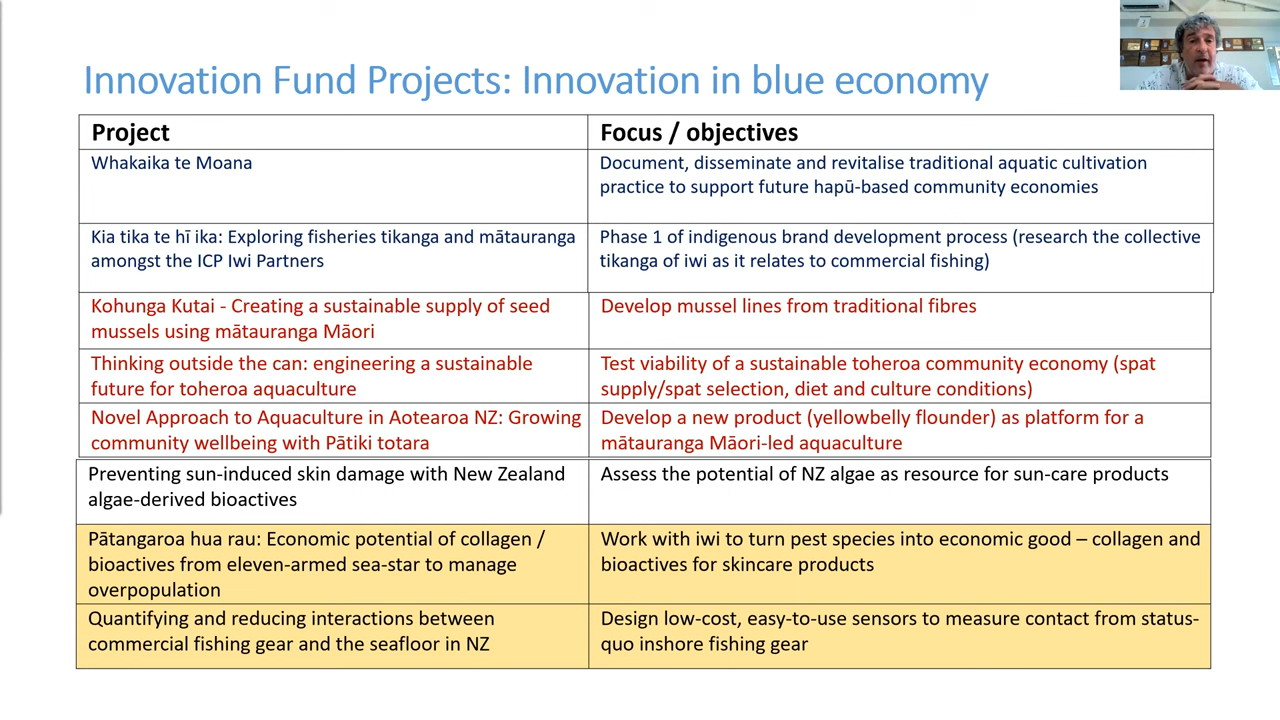 Innovation Fund Projects: Innovation in blue economy
Project
Focus / objectives
Whakaika te Moana
Document, disseminate and revitalise traditional aquatic cultivation
practice to support future hapū-based community economies
Kia tika te hī ika: Exploring fisheries tikanga and mātauranga
amongst the ICP Iwi Partners
Phase 1 of indigenous brand development process (research the collective
tikanga of iwi as it relates to commercial fishing)
Kohunga Kutai - Creating a sustainable supply of seed
mussels using mātauranga Māori
Develop mussel lines from traditional fibres
Thinking outside the can: engineering a sustainable
future for toheroa aquaculture
Test viability of a sustainable toheroa community economy (spat
supply/spat selection, diet and culture conditions)
Novel Approach to Aquaculture in Aotearoa NZ: Growing
community wellbeing with Pātiki totara
Develop a new product (yellowbelly flounder) as platform for a
mātauranga Māori-led aquaculture
Preventing sun-induced skin damage with New Zealand
algae-derived bioactives
Assess the potential of NZ algae as resource for sun-care products
Pātangaroa hua rau: Economic potential of collagen /
bioactives from eleven-armed sea-star to manage
overpopulation
Work with iwi to turn pest species into economic good – collagen and
bioactives for skincare products
Quantifying and reducing interactions between
commercial fishing gear and the seafloor in NZ
Design low-cost, easy-to-use sensors to measure contact from status-
quo inshore fishing gear